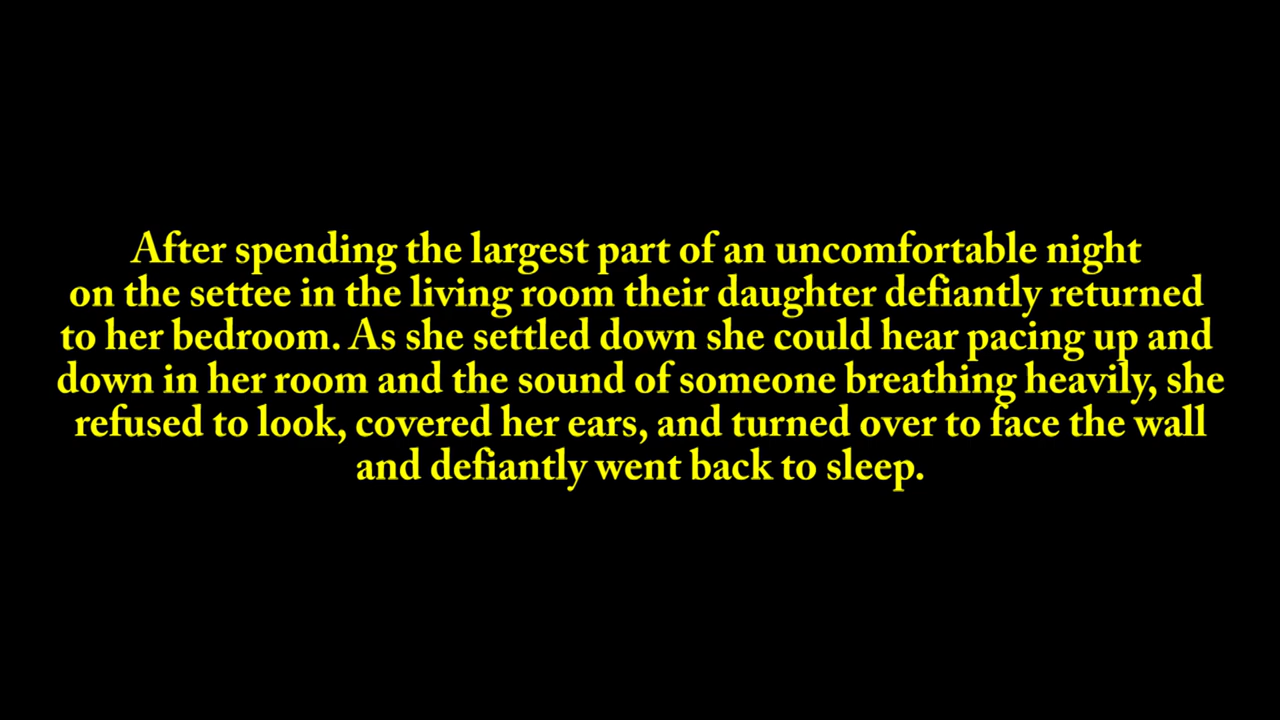 After spending the largest part of an uncomfortable night
on the settee in the living room their daughter defiantly returned
to her bedroom. As she settled down she could hear pacing up and
down in her room and the sound of someone breathing heavily, she
refused to look, covered her ears, and turned over to face the wall
and defiantly went back to sleep.